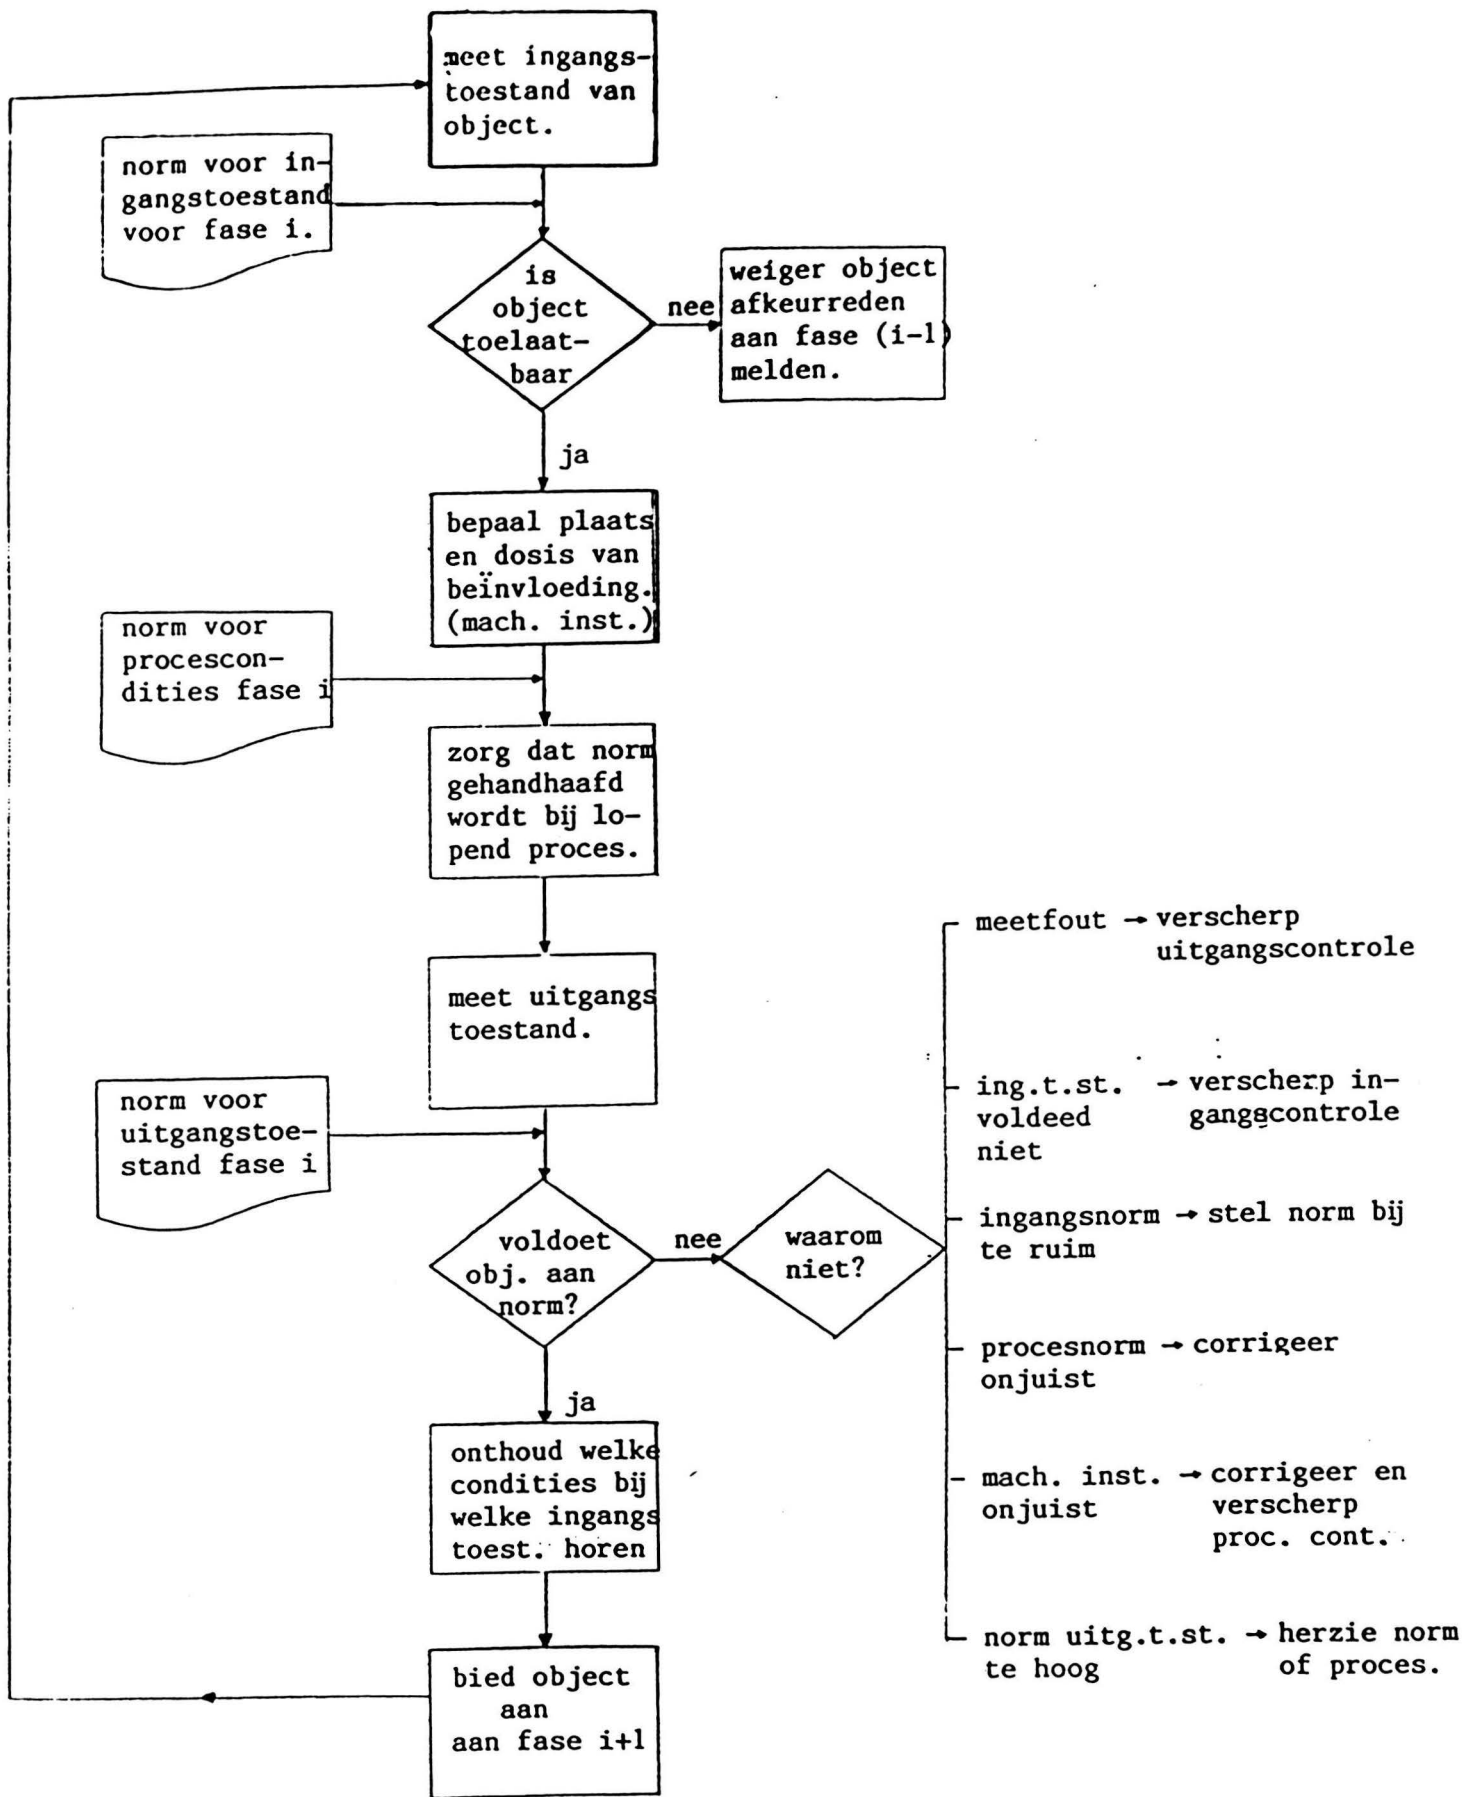 meet ingangs-
toestand van
object.
norm voor in-
gangstoestand
voor fase i.
is
object
toelaat-
baar
nee
weiger object
afkeurreden
aan fase (i-1)
melden.
ja
bepaal plaats
en dosis van
beïnvloeding.
(mach. inst.)
norm voor
procescon-
dities fase i
zorg dat norm
gehandhaafd
wordt bij lo-
pend proces.
meet uitgangs
toestand.
norm voor
uitgangstoe-
stand fase i
voldoet
obj. aan
norm?
nee
waarom
niet?
meetfout → verscherp
uitgangscontrole
ing.t.st. → verscherp in-
voldeed gangscontrole
niet
ingangsnorm → stel norm bij
te ruim
procesnorm → corrigeer
onjuist
mach. inst. → corrigeer en
onjuist verscherp
proc. cont.
norm uitg.t.st. → herzie norm
te hoog of proces.
ja
onthoud welke
condities bij
welke ingangs
toest. horen
bied object
aan
aan fase i+1